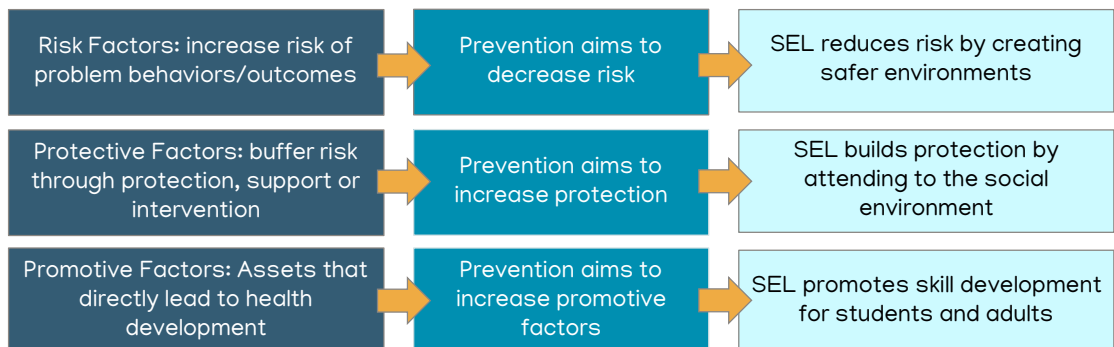 Risk Factors: increase risk of
problem behaviors/outcomes
Prevention aims to
decrease risk
SEL reduces risk by creating
safer environments
Protective Factors: buffer risk
through protection, support or
intervention
Prevention aims to
increase protection
SEL builds protection by
attending to the social
environment
Promotive Factors: Assets that
directly lead to health
development
Prevention aims to
increase promotive
factors
SEL promotes skill development
for students and adults